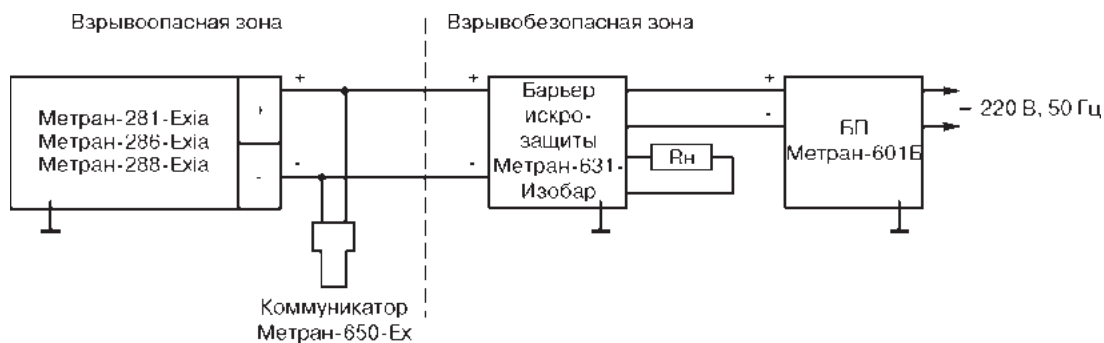 Взрывоопасная зона
Взрывобезопасная зона
Метран-281-Exia
Метран-286-Exia
Метран-288-Exia
+
-
+
-
+
-
Барьер
искро-
защиты
Метран-631-
Изобар
Rн
+
-
БП
Метран-601Б
~ 220 В, 50 Гц
Коммуникатор
Метран-650-Ex